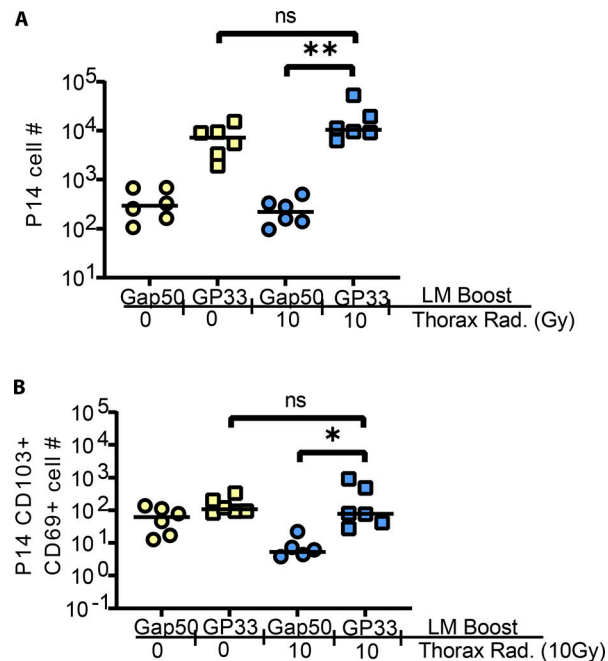 A
ns
**
P14 cell #
10^5
10^4
10^3
10^2
10^1
Gap50 GP33 Gap50 GP33 LM Boost
0 0 10 10 Thorax Rad. (Gy)
B
ns
*
P14 CD103+
CD69+ cell #
10^5
10^4
10^3
10^2
10^1
10^0
10^-1
Gap50 GP33 Gap50 GP33 LM Boost
0 0 10 10 Thorax Rad. (10Gy)